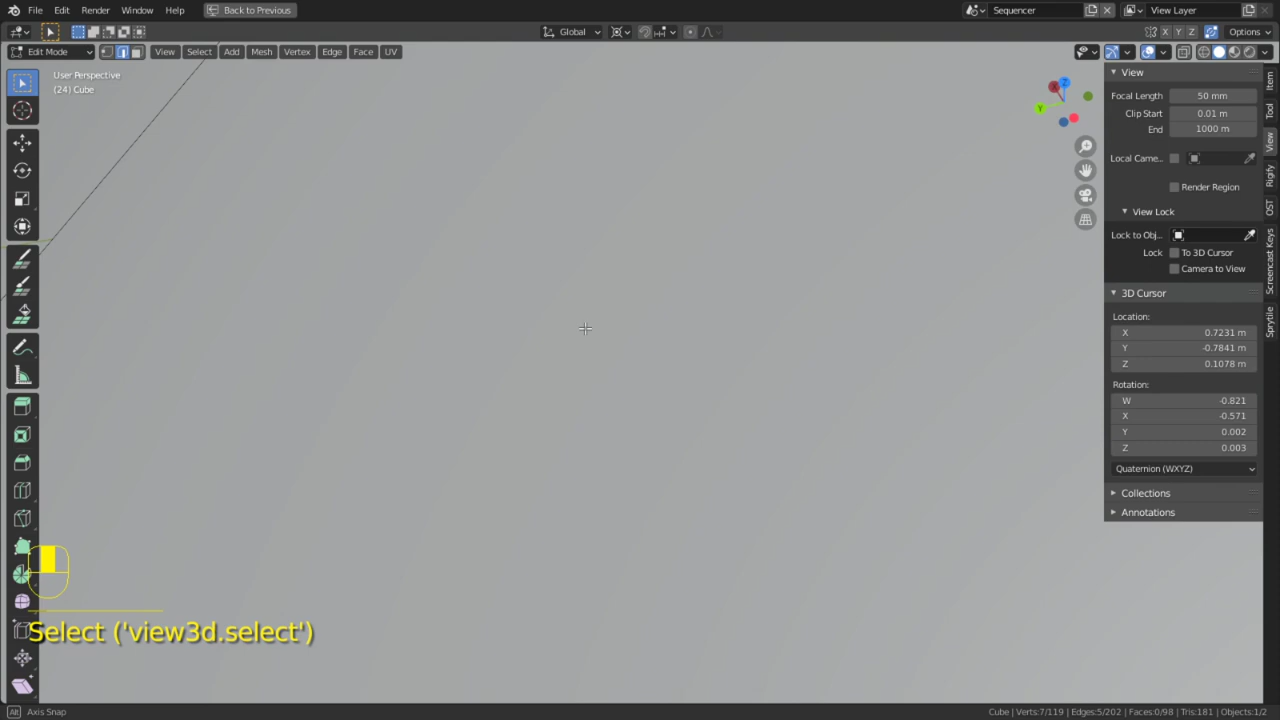 File Edit Render Window Help Back to Previous Sequencer View Layer
Global X Y Z Options
Edit Mode View Select Add Mesh Vertex Edge Face UV
User Perspective
(24) Cube
Z
Y
View
Focal Length 50 mm
Clip Start 0.01 m
End 1000 m
Local Came...
Render Region
View Lock
Lock to Obj...
Lock To 3D Cursor
Camera to View
3D Cursor
Location:
X 0.7231 m
Y -0.7841 m
Z 0.1078 m
Rotation:
W -0.821
X -0.571
Y 0.002
Z 0.003
Quaternion (WXYZ)
Collections
Annotations
Item
Tool
View
Rigify
OST
Screencast Keys
Sprytile
Select ('view3d.select')
Alt Axis Snap
Cube | Verts:7/119 | Edges:5/202 | Faces:0/98 | Tris:181 | Objects:1/2